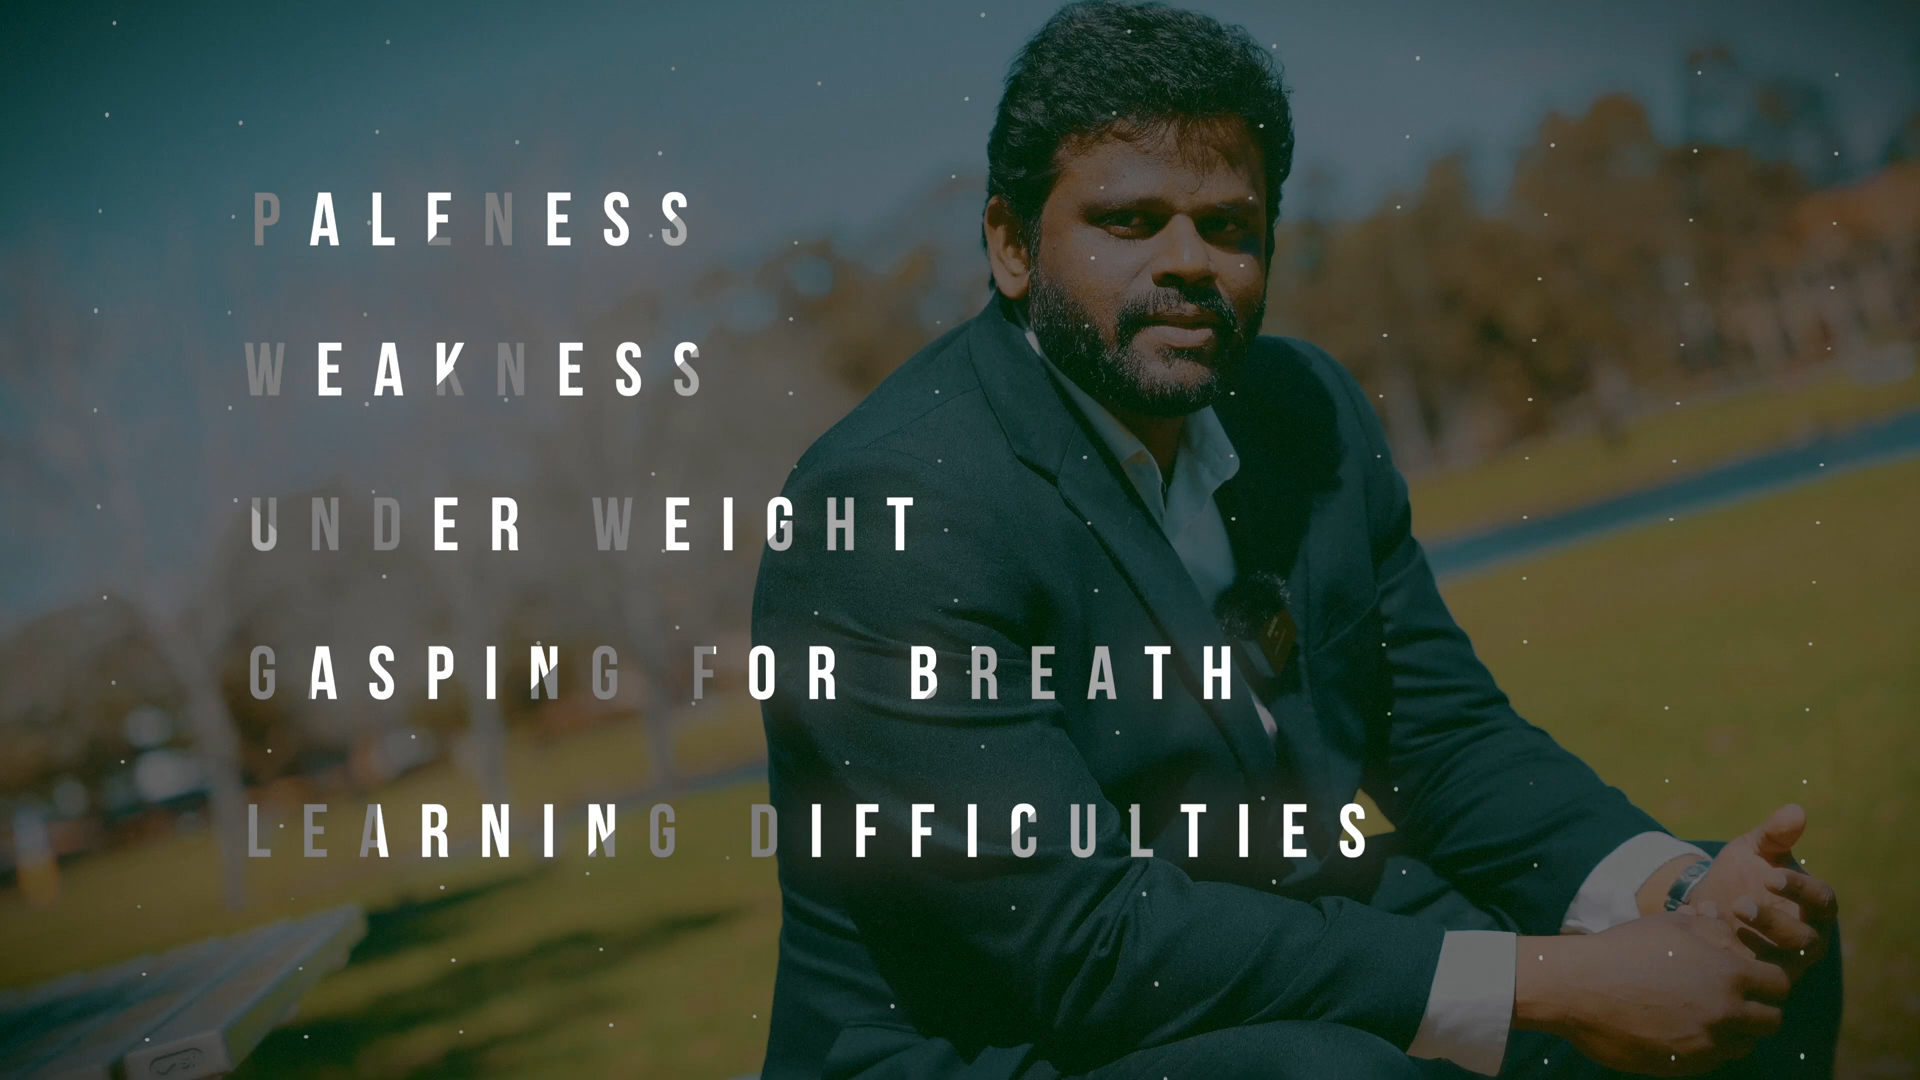 PALENESS
WEAKNESS
UNDER WEIGHT
GASPING FOR BREATH
LEARNING DIFFICULTIES